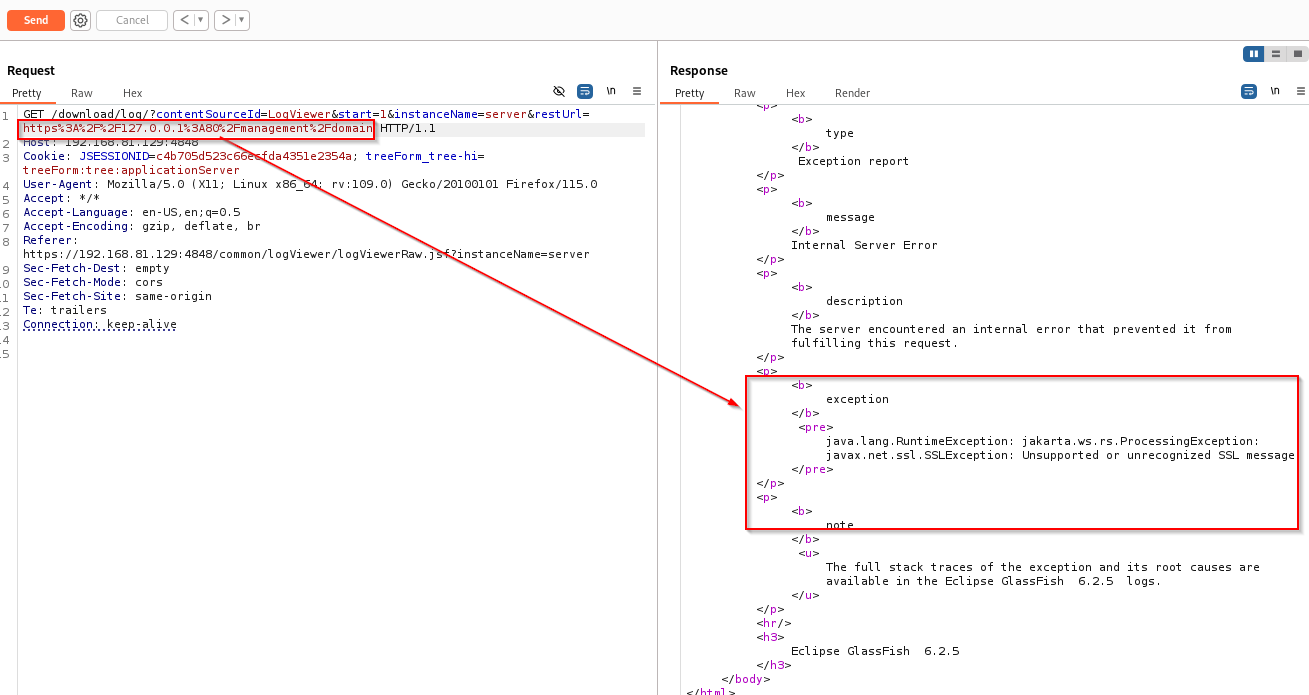 Send
Cancel
<
>
Request
Response
Pretty
Raw
Hex
\n
Pretty
Raw
Hex
Render
\n
1
GET /download/log/?contentSourceId=LogViewer&start=1&instanceName=server&restUrl=
https%3A%2F%2F127.0.0.1%3A80%2Fmanagement%2Fdomain HTTP/1.1
2
Host: 192.168.81.129:4848
3
Cookie: JSESSIONID=c4b705d523c66ecfda4351e2354a; treeForm_tree-hi=
treeForm:tree:applicationServer
4
User-Agent: Mozilla/5.0 (X11; Linux x86_64; rv:109.0) Gecko/20100101 Firefox/115.0
5
Accept: */*
6
Accept-Language: en-US,en;q=0.5
7
Accept-Encoding: gzip, deflate, br
8
Referer:
https://192.168.81.129:4848/common/logViewer/logViewerRaw.jsf?instanceName=server
9
Sec-Fetch-Dest: empty
.0
Sec-Fetch-Mode: cors
.1
Sec-Fetch-Site: same-origin
.2
Te: trailers
.3
Connection: keep-alive
.4
.5
<p>
<b>
type
</b>
Exception report
</p>
<p>
<b>
message
</b>
Internal Server Error
</p>
<p>
<b>
description
</b>
The server encountered an internal error that prevented it from
fulfilling this request.
</p>
<p>
<b>
exception
</b>
<pre>
java.lang.RuntimeException: jakarta.ws.rs.ProcessingException:
javax.net.ssl.SSLException: Unsupported or unrecognized SSL message
</pre>
</p>
<p>
<b>
note
</b>
<u>
The full stack traces of the exception and its root causes are
available in the Eclipse GlassFish  6.2.5  logs.
</u>
</p>
<hr/>
<h3>
Eclipse GlassFish  6.2.5
</h3>
</body>
</html>